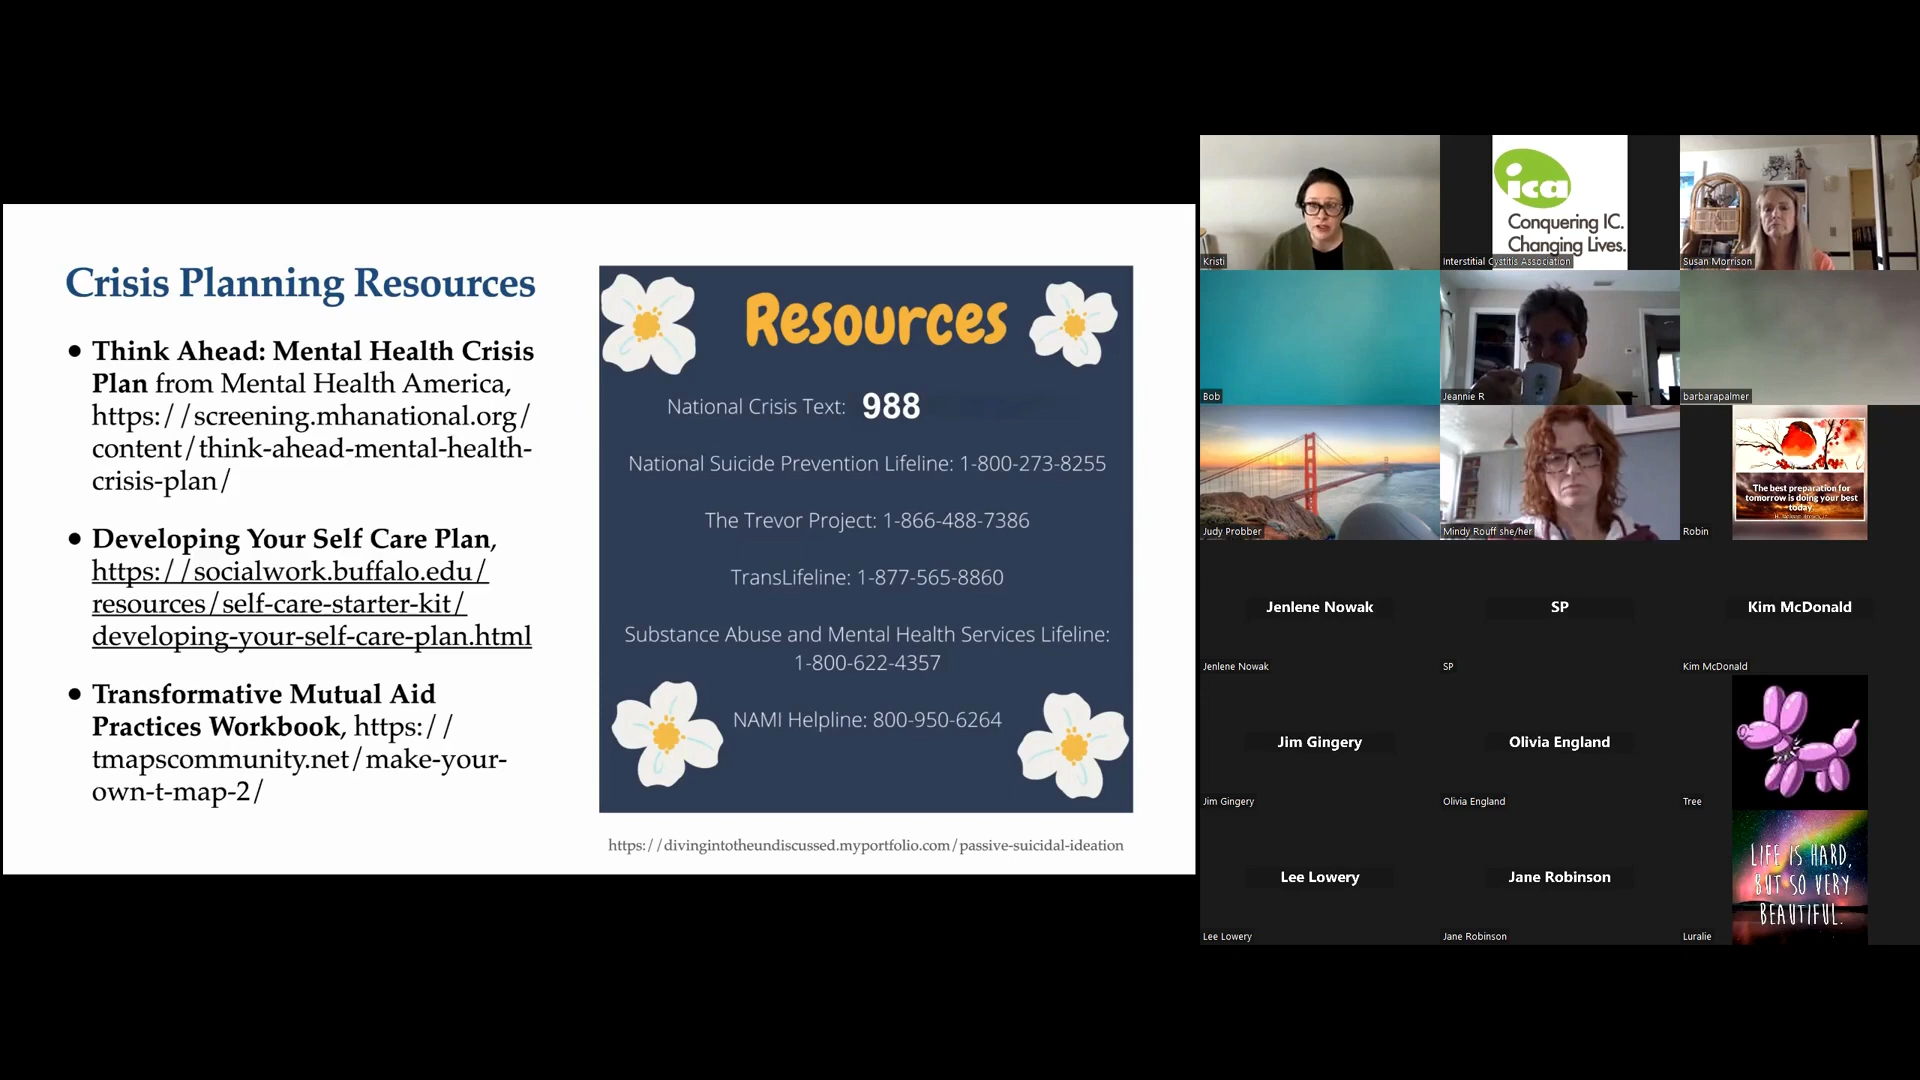 Crisis Planning Resources
● Think Ahead: Mental Health Crisis
Plan from Mental Health America,
https://screening.mhanational.org/
content/think-ahead-mental-health-
crisis-plan/
● Developing Your Self Care Plan,
https://socialwork.buffalo.edu/
resources/self-care-starter-kit/
developing-your-self-care-plan.html
● Transformative Mutual Aid
Practices Workbook, https://
tmapscommunity.net/make-your-
own-t-map-2/
Resources
National Crisis Text: 988
National Suicide Prevention Lifeline: 1-800-273-8255
The Trevor Project: 1-866-488-7386
TransLifeline: 1-877-565-8860
Substance Abuse and Mental Health Services Lifeline:
1-800-622-4357
NAMI Helpline: 800-950-6264
https://divingintotheundiscussed.myportfolio.com/passive-suicidal-ideation
Kristi
ica
Conquering IC.
Changing Lives.
Interstitial Cystitis Association
Susan Morrison
Bob
Jeannie R
barbarapalmer
Judy Probber
Mindy Rouff she/her
The best preparation for
tomorrow is doing your best
today.
Robin
Jenlene Nowak
Jenlene Nowak
SP
SP
Kim McDonald
Kim McDonald
Jim Gingery
Jim Gingery
Olivia England
Olivia England
Tree
Lee Lowery
Lee Lowery
Jane Robinson
Jane Robinson
LIFE IS HARD,
BUT SO VERY
BEAUTIFUL.
Luralie